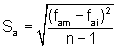 Sₐ = √((fₐₘ − fₐᵢ)² / (n − 1))